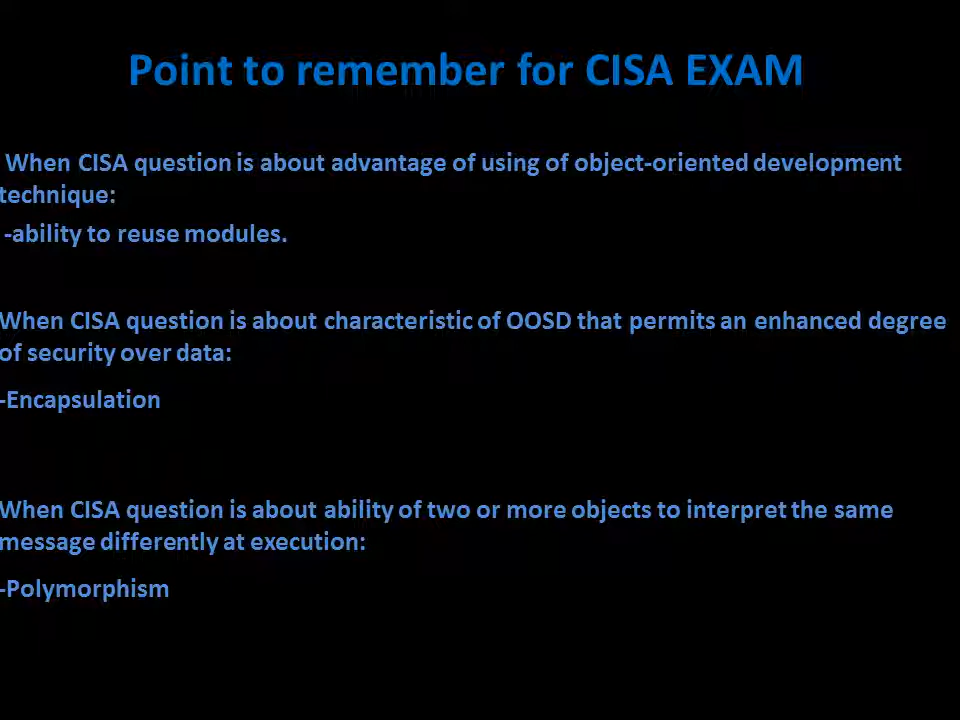 Point to remember for CISA EXAM
When CISA question is about advantage of using of object-oriented development
technique:
-ability to reuse modules.
When CISA question is about characteristic of OOSD that permits an enhanced degree
of security over data:
-Encapsulation
When CISA question is about ability of two or more objects to interpret the same
message differently at execution:
-Polymorphism